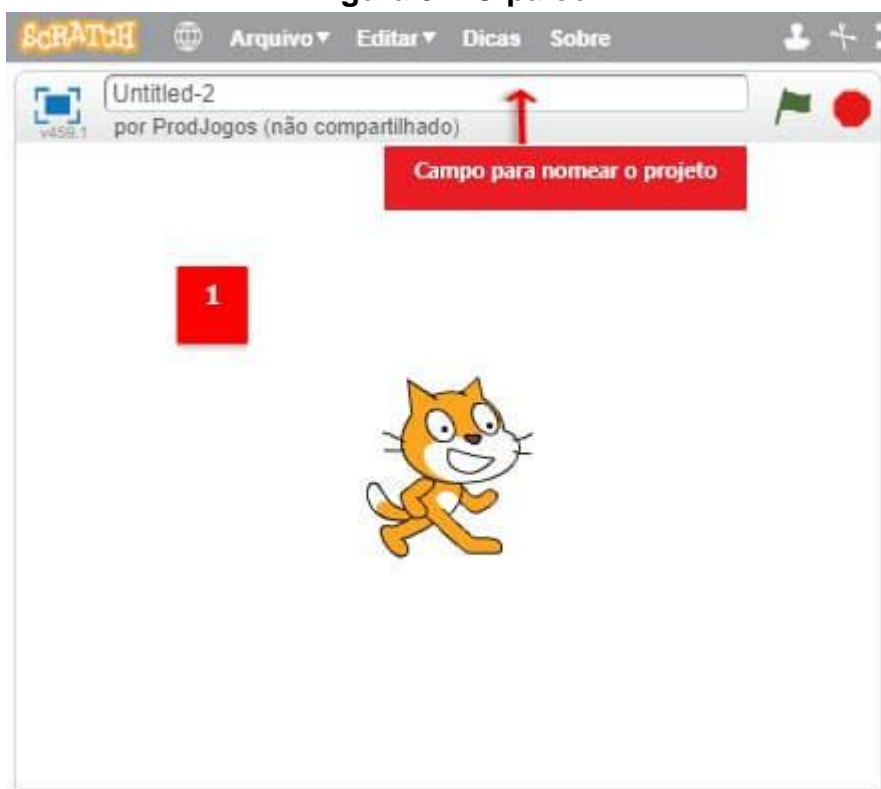 SCRATCH Arquivo▼ Editar▼ Dicas Sobre
Untitled-2
v459.1
por ProdJogos (não compartilhado)
Campo para nomear o projeto
1